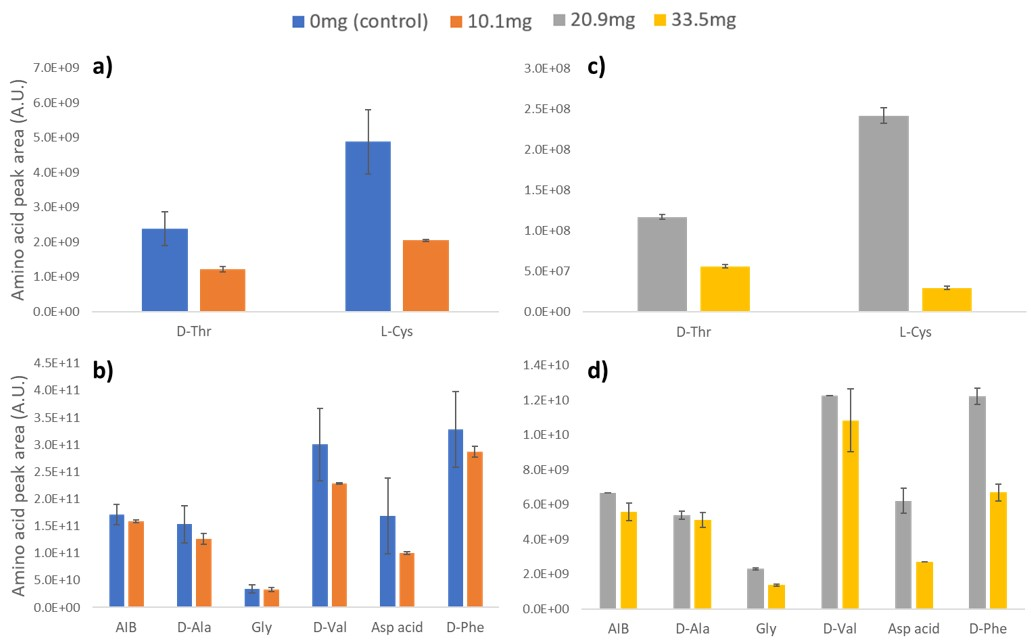 0mg (control) 10.1mg 20.9mg 33.5mg
a)
Amino acid peak area (A.U.)
7.0E+09
6.0E+09
5.0E+09
4.0E+09
3.0E+09
2.0E+09
1.0E+09
0.0E+00
D-Thr L-Cys
c)
3.0E+08
2.5E+08
2.0E+08
1.5E+08
1.0E+08
5.0E+07
0.0E+00
D-Thr L-Cys
b)
Amino acid peak area (A.U.)
4.5E+11
4.0E+11
3.5E+11
3.0E+11
2.5E+11
2.0E+11
1.5E+11
1.0E+11
5.0E+10
0.0E+00
AIB D-Ala Gly D-Val Asp acid D-Phe
d)
1.4E+10
1.2E+10
1.0E+10
8.0E+09
6.0E+09
4.0E+09
2.0E+09
0.0E+00
AIB D-Ala Gly D-Val Asp acid D-Phe